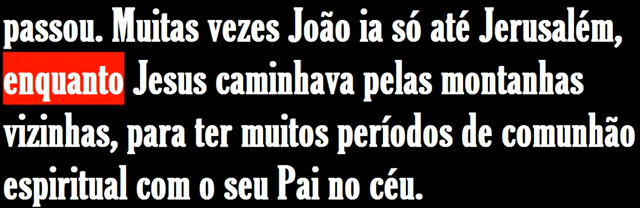 passou. Muitas vezes João ia só até Jerusalém,
enquanto Jesus caminhava pelas montanhas
vizinhas, para ter muitos períodos de comunhão
espiritual com o seu Pai no céu.